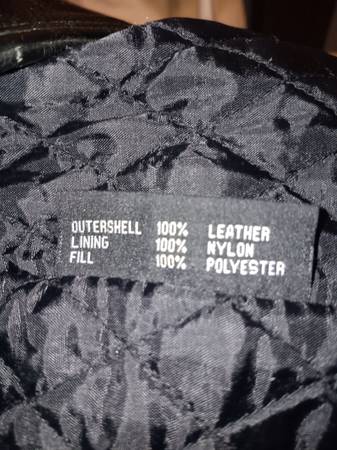 OUTERSHELL 100% LEATHER
LINING 100% NYLON
FILL 100% POLYESTER